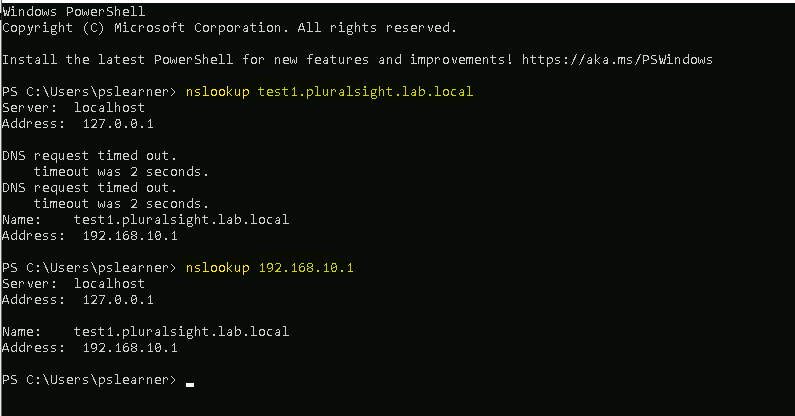 Windows PowerShell
Copyright (C) Microsoft Corporation. All rights reserved.
Install the latest PowerShell for new features and improvements! https://aka.ms/PSWindows
PS C:\Users\pslearner> nslookup test1.pluralsight.lab.local
Server:  localhost
Address:  127.0.0.1
DNS request timed out.
    timeout was 2 seconds.
DNS request timed out.
    timeout was 2 seconds.
Name:    test1.pluralsight.lab.local
Address:  192.168.10.1
PS C:\Users\pslearner> nslookup 192.168.10.1
Server:  localhost
Address:  127.0.0.1
Name:    test1.pluralsight.lab.local
Address:  192.168.10.1
PS C:\Users\pslearner>